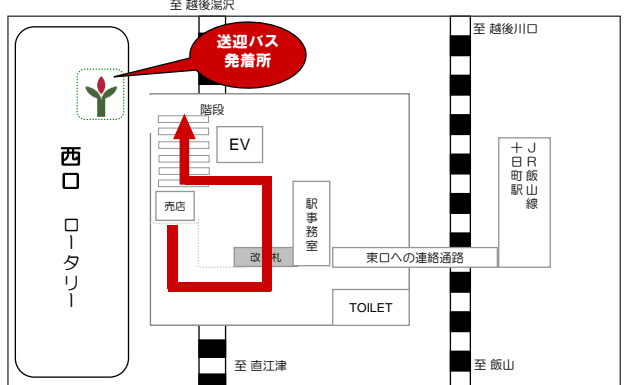 至 越後湯沢
送迎バス
発着所
至 越後川口
階段
EV
西口 ロータリー
売店
駅事務室
JR飯山線
十日町駅
改 札
東口への連絡通路
TOILET
至 直江津
至 飯山